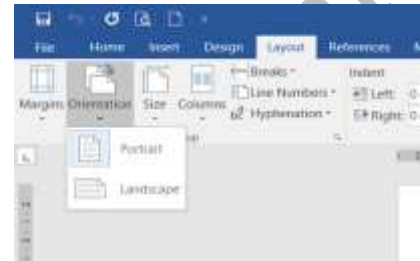 File Home Insert Design Layout References
Breaks Indent
Margins Orientation Size Columns Line Numbers Left:
Hyphenation Right:
Portrait
Landscape